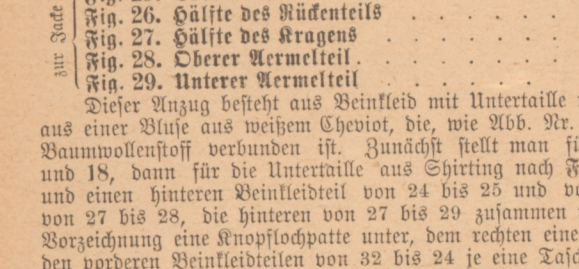 zur Jacke
Fig. 26. Hälfte des Rückenteils . . . .
Fig. 27. Hälfte des Kragens . . . . .
Fig. 28. Oberer Aermelteil . . . . .
Fig. 29. Unterer Aermelteil . . . . .
Dieser Anzug besteht aus Beinkleid mit Untertaille
aus einer Bluse aus weißem Cheviot, die, wie Abb. Nr.
Baumwollenstoff verbunden ist. Zunächst stellt man
und 18, dann für die Untertaille aus Shirting nach
und einen hinteren Beinkleidteil von 24 bis 25 und
von 27 bis 28, die hinteren von 27 bis 29 zusammen
Vorzeichnung eine Knopflochpatte unter, dem rechten eine
den vorderen Beinkleidteilen von 32 bis 24 je eine